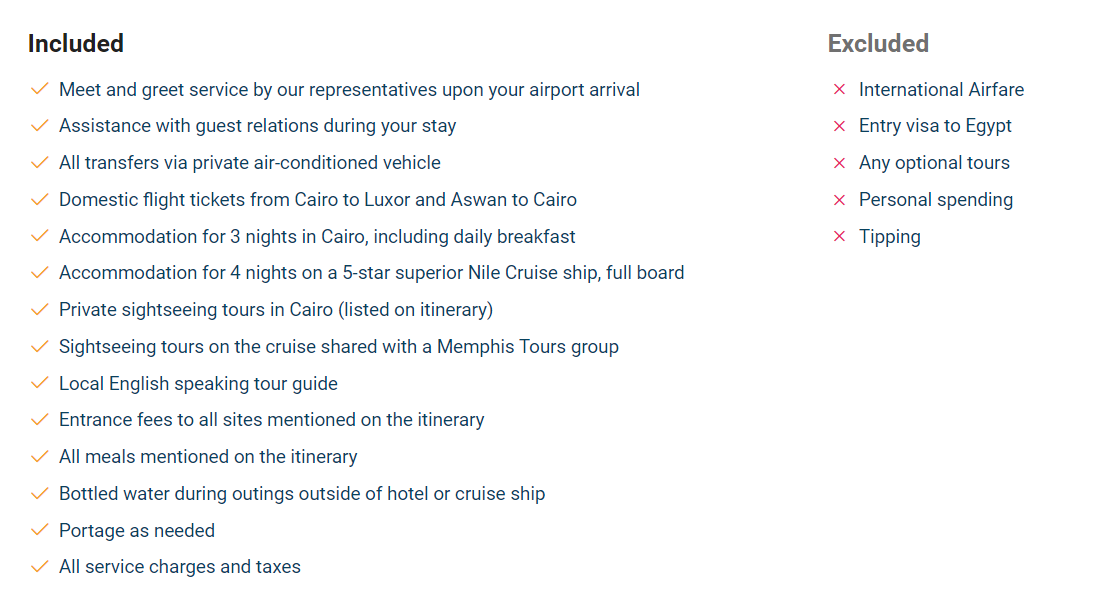 Included
Meet and greet service by our representatives upon your airport arrival
Assistance with guest relations during your stay
All transfers via private air-conditioned vehicle
Domestic flight tickets from Cairo to Luxor and Aswan to Cairo
Accommodation for 3 nights in Cairo, including daily breakfast
Accommodation for 4 nights on a 5-star superior Nile Cruise ship, full board
Private sightseeing tours in Cairo (listed on itinerary)
Sightseeing tours on the cruise shared with a Memphis Tours group
Local English speaking tour guide
Entrance fees to all sites mentioned on the itinerary
All meals mentioned on the itinerary
Bottled water during outings outside of hotel or cruise ship
Portage as needed
All service charges and taxes
Excluded
International Airfare
Entry visa to Egypt
Any optional tours
Personal spending
Tipping